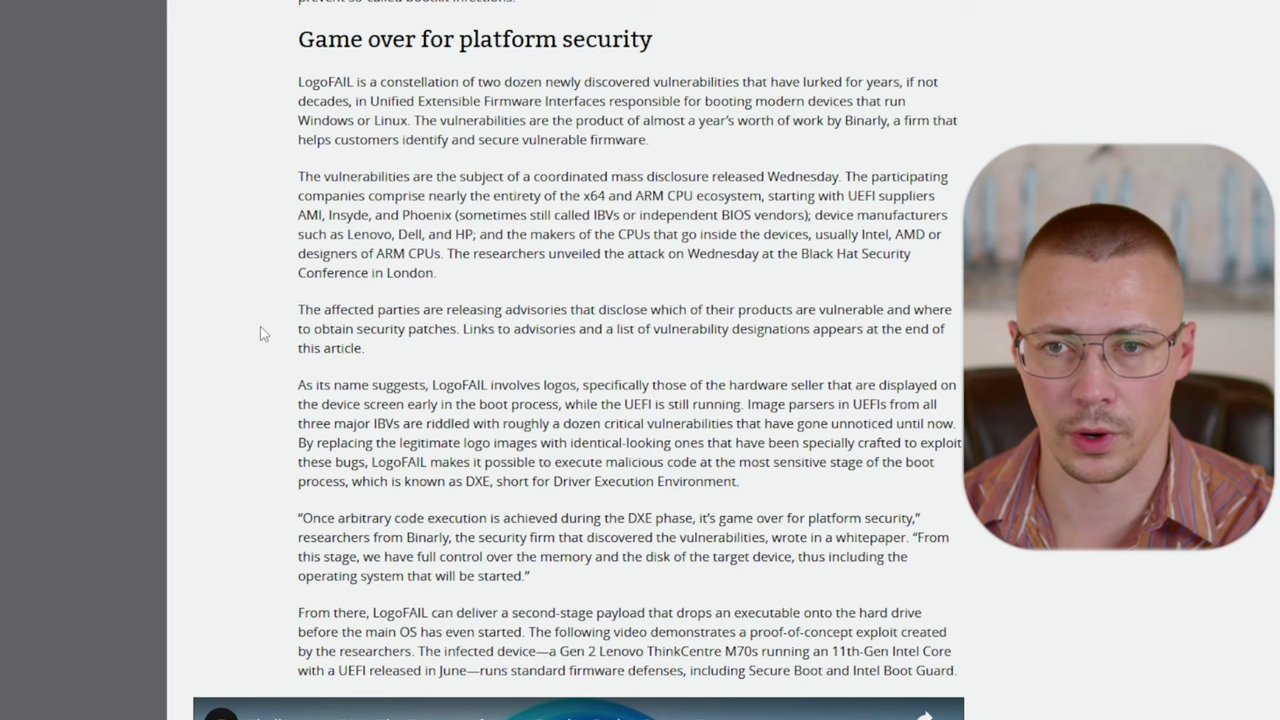 Game over for platform security
LogoFAIL is a constellation of two dozen newly discovered vulnerabilities that have lurked for years, if not
decades, in Unified Extensible Firmware Interfaces responsible for booting modern devices that run
Windows or Linux. The vulnerabilities are the product of almost a year’s worth of work by Binarly, a firm that
helps customers identify and secure vulnerable firmware.
The vulnerabilities are the subject of a coordinated mass disclosure released Wednesday. The participating
companies comprise nearly the entirety of the x64 and ARM CPU ecosystem, starting with UEFI suppliers
AMI, Insyde, and Phoenix (sometimes still called IBVs or independent BIOS vendors); device manufacturers
such as Lenovo, Dell, and HP; and the makers of the CPUs that go inside the devices, usually Intel, AMD or
designers of ARM CPUs. The researchers unveiled the attack on Wednesday at the Black Hat Security
Conference in London.
The affected parties are releasing advisories that disclose which of their products are vulnerable and where
to obtain security patches. Links to advisories and a list of vulnerability designations appears at the end of
this article.
As its name suggests, LogoFAIL involves logos, specifically those of the hardware seller that are displayed on
the device screen early in the boot process, while the UEFI is still running. Image parsers in UEFIs from all
three major IBVs are riddled with roughly a dozen critical vulnerabilities that have gone unnoticed until now.
By replacing the legitimate logo images with identical-looking ones that have been specially crafted to exploit
these bugs, LogoFAIL makes it possible to execute malicious code at the most sensitive stage of the boot
process, which is known as DXE, short for Driver Execution Environment.
“Once arbitrary code execution is achieved during the DXE phase, it’s game over for platform security,”
researchers from Binarly, the security firm that discovered the vulnerabilities, wrote in a whitepaper. “From
this stage, we have full control over the memory and the disk of the target device, thus including the
operating system that will be started.”
From there, LogoFAIL can deliver a second-stage payload that drops an executable onto the hard drive
before the main OS has even started. The following video demonstrates a proof-of-concept exploit created
by the researchers. The infected device—a Gen 2 Lenovo ThinkCentre M70s running an 11th-Gen Intel Core
with a UEFI released in June—runs standard firmware defenses, including Secure Boot and Intel Boot Guard.